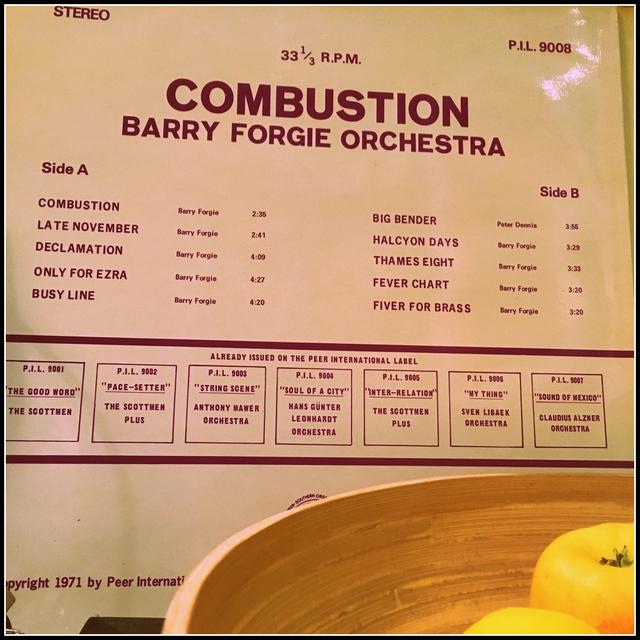 STEREO
P.I.L. 9008
33 1/3 R.P.M.
COMBUSTION
BARRY FORGIE ORCHESTRA
Side A
COMBUSTION Barry Forgie 2:35
LATE NOVEMBER Barry Forgie 2:41
DECLAMATION Barry Forgie 4:09
ONLY FOR EZRA Barry Forgie 4:27
BUSY LINE Barry Forgie 4:20
Side B
BIG BENDER Peter Dennis 3:55
HALCYON DAYS Barry Forgie 3:29
THAMES EIGHT Barry Forgie 3:33
FEVER CHART Barry Forgie 3:20
FIVER FOR BRASS Barry Forgie 3:20
ALREADY ISSUED ON THE PEER INTERNATIONAL LABEL
P.I.L. 9001
"THE GOOD WORD"
THE SCOTTMEN
P.I.L. 9002
"PACE-SETTER"
THE SCOTTMEN
PLUS
P.I.L. 9003
"STRING SCENE"
ANTHONY MAWER
ORCHESTRA
P.I.L. 9004
"SOUL OF A CITY"
HANS GÜNTER
LEONHARDT
ORCHESTRA
P.I.L. 9005
"INTER-RELATION"
THE SCOTTMEN
PLUS
P.I.L. 9006
"MY THING"
SVEN LIBAEK
ORCHESTRA
P.I.L. 9007
"SOUND OF MEXICO"
CLAUDIUS ALZNER
ORCHESTRA
SOUTHERN
opyright 1971 by Peer Internati